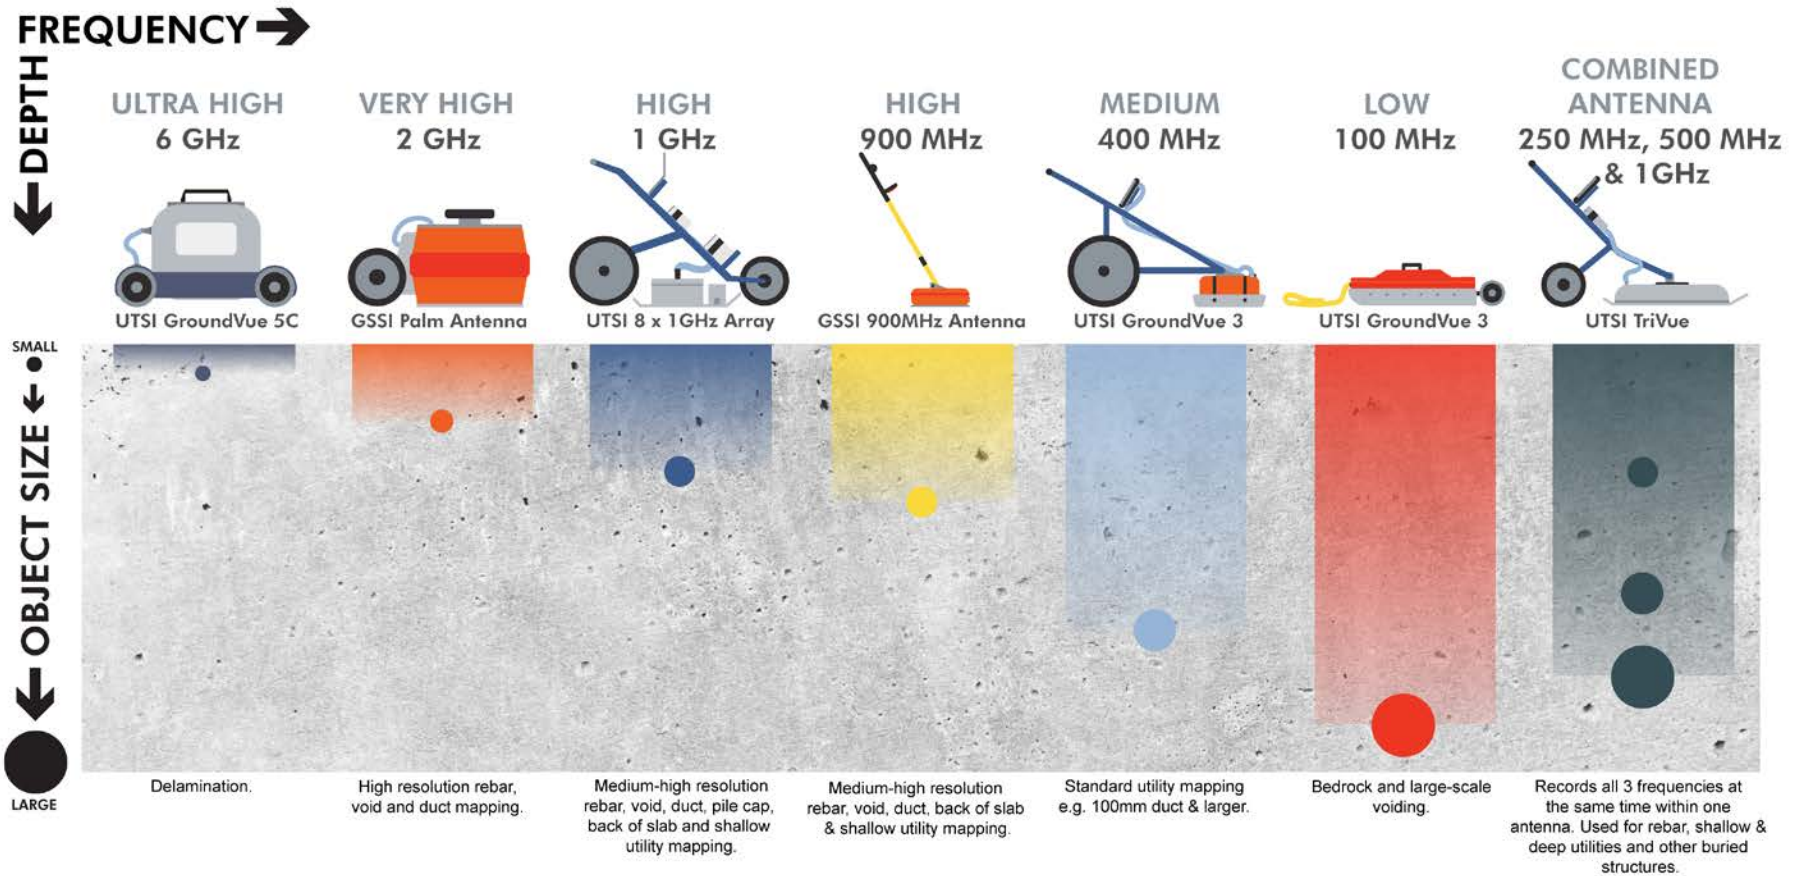 FREQUENCY
DEPTH
ULTRA HIGH
6 GHz
UTSI GroundVue 5C
VERY HIGH
2 GHz
GSSI Palm Antenna
HIGH
1 GHz
UTSI 8 x 1GHz Array
HIGH
900 MHz
GSSI 900MHz Antenna
MEDIUM
400 MHz
UTSI GroundVue 3
LOW
100 MHz
UTSI GroundVue 3
COMBINED
ANTENNA
250 MHz, 500 MHz
& 1GHz
UTSI TriVue
SMALL
OBJECT SIZE
LARGE
Delamination.
High resolution rebar,
void and duct mapping.
Medium-high resolution
rebar, void, duct, pile cap,
back of slab and shallow
utility mapping.
Medium-high resolution
rebar, void, duct, back of slab
& shallow utility mapping.
Standard utility mapping
e.g. 100mm duct & larger.
Bedrock and large-scale
voiding.
Records all 3 frequencies at
the same time within one
antenna. Used for rebar, shallow &
deep utilities and other buried
structures.